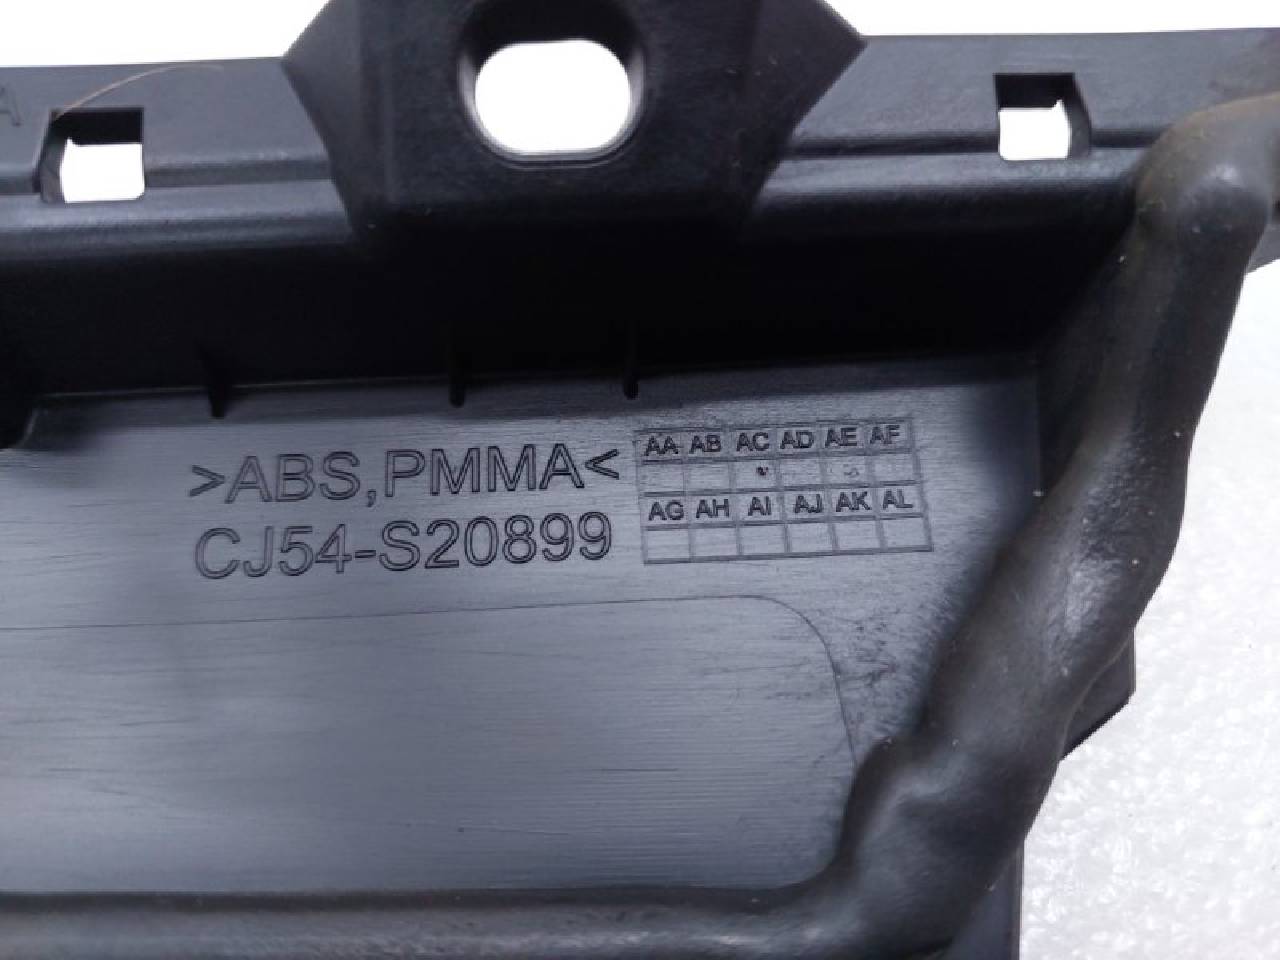 >ABS,PMMA<
CJ54-S20899
AA AB AC AD AE AF
AG AH AI AJ AK AL